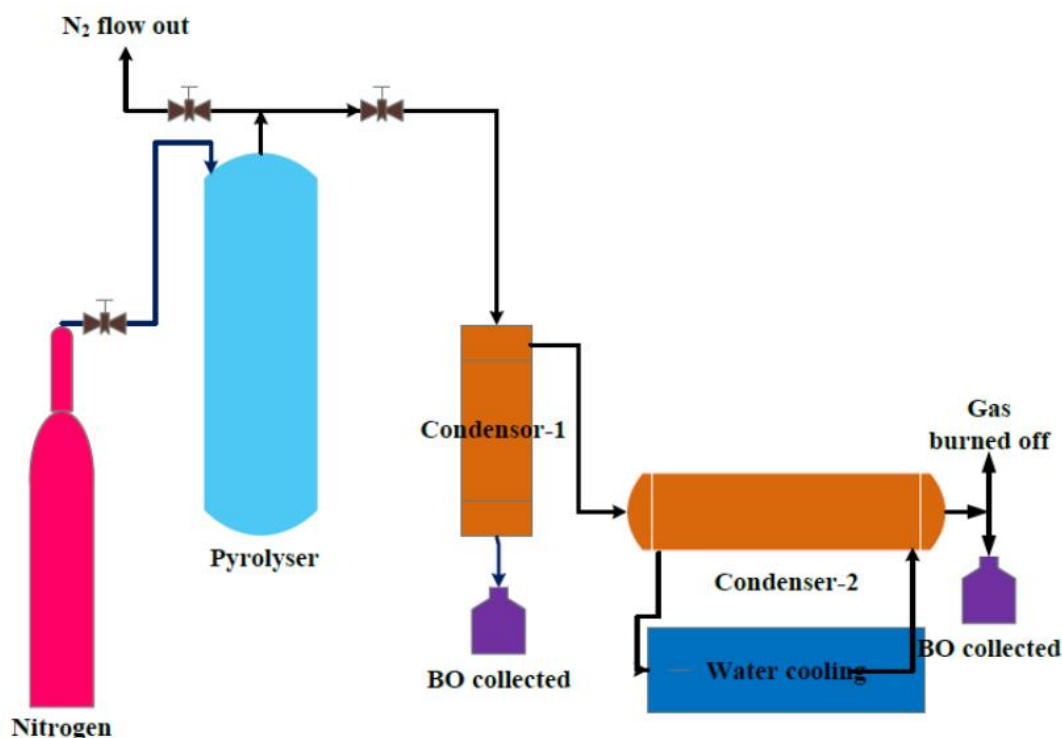 N₂ flow out
Condensor-1
Gas
burned off
Pyrolyser
Condenser-2
BO collected
BO collected
Water cooling
Nitrogen